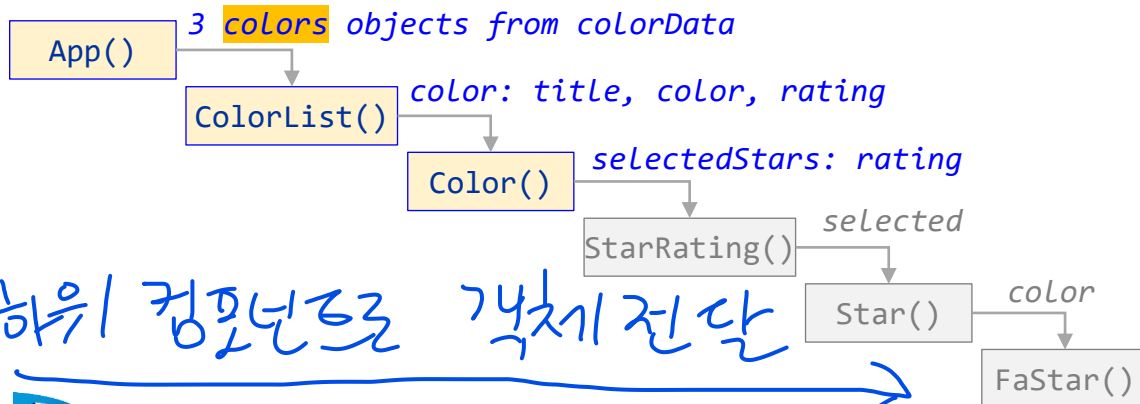 3 colors objects from colorData
App()
color: title, color, rating
ColorList()
selectedStars: rating
Color()
selected
StarRating()
color
Star()
하위 컴포넌트로 객체 전달
FaStar()